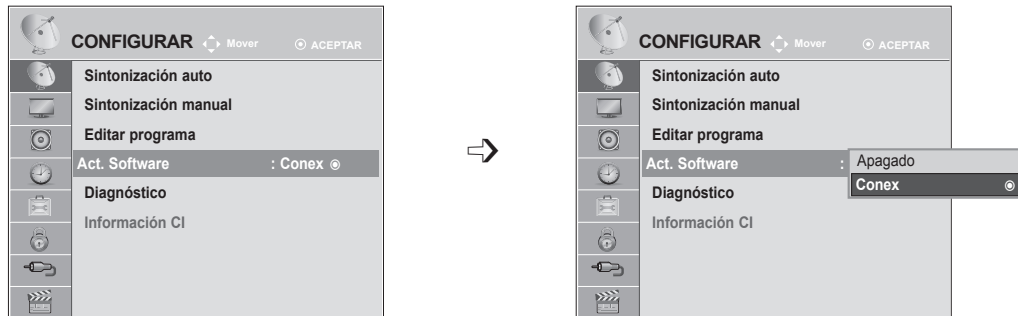 CONFIGURAR Mover ACEPTAR
Sintonización auto
Sintonización manual
Editar programa
Act. Software : Conex
Diagnóstico
Información CI
CONFIGURAR Mover ACEPTAR
Sintonización auto
Sintonización manual
Editar programa
Act. Software :
Apagado
Conex
Diagnóstico
Información CI